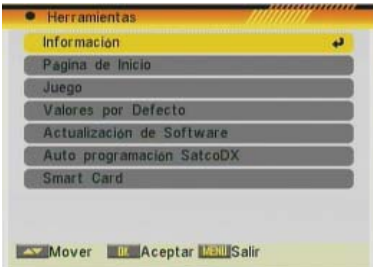 Herramientas
Información
Pagina de Inicio
Juego
Valores por Defecto
Actualización de Software
Auto programación SatcoDX
Smart Card
Mover OK Aceptar MENU Salir